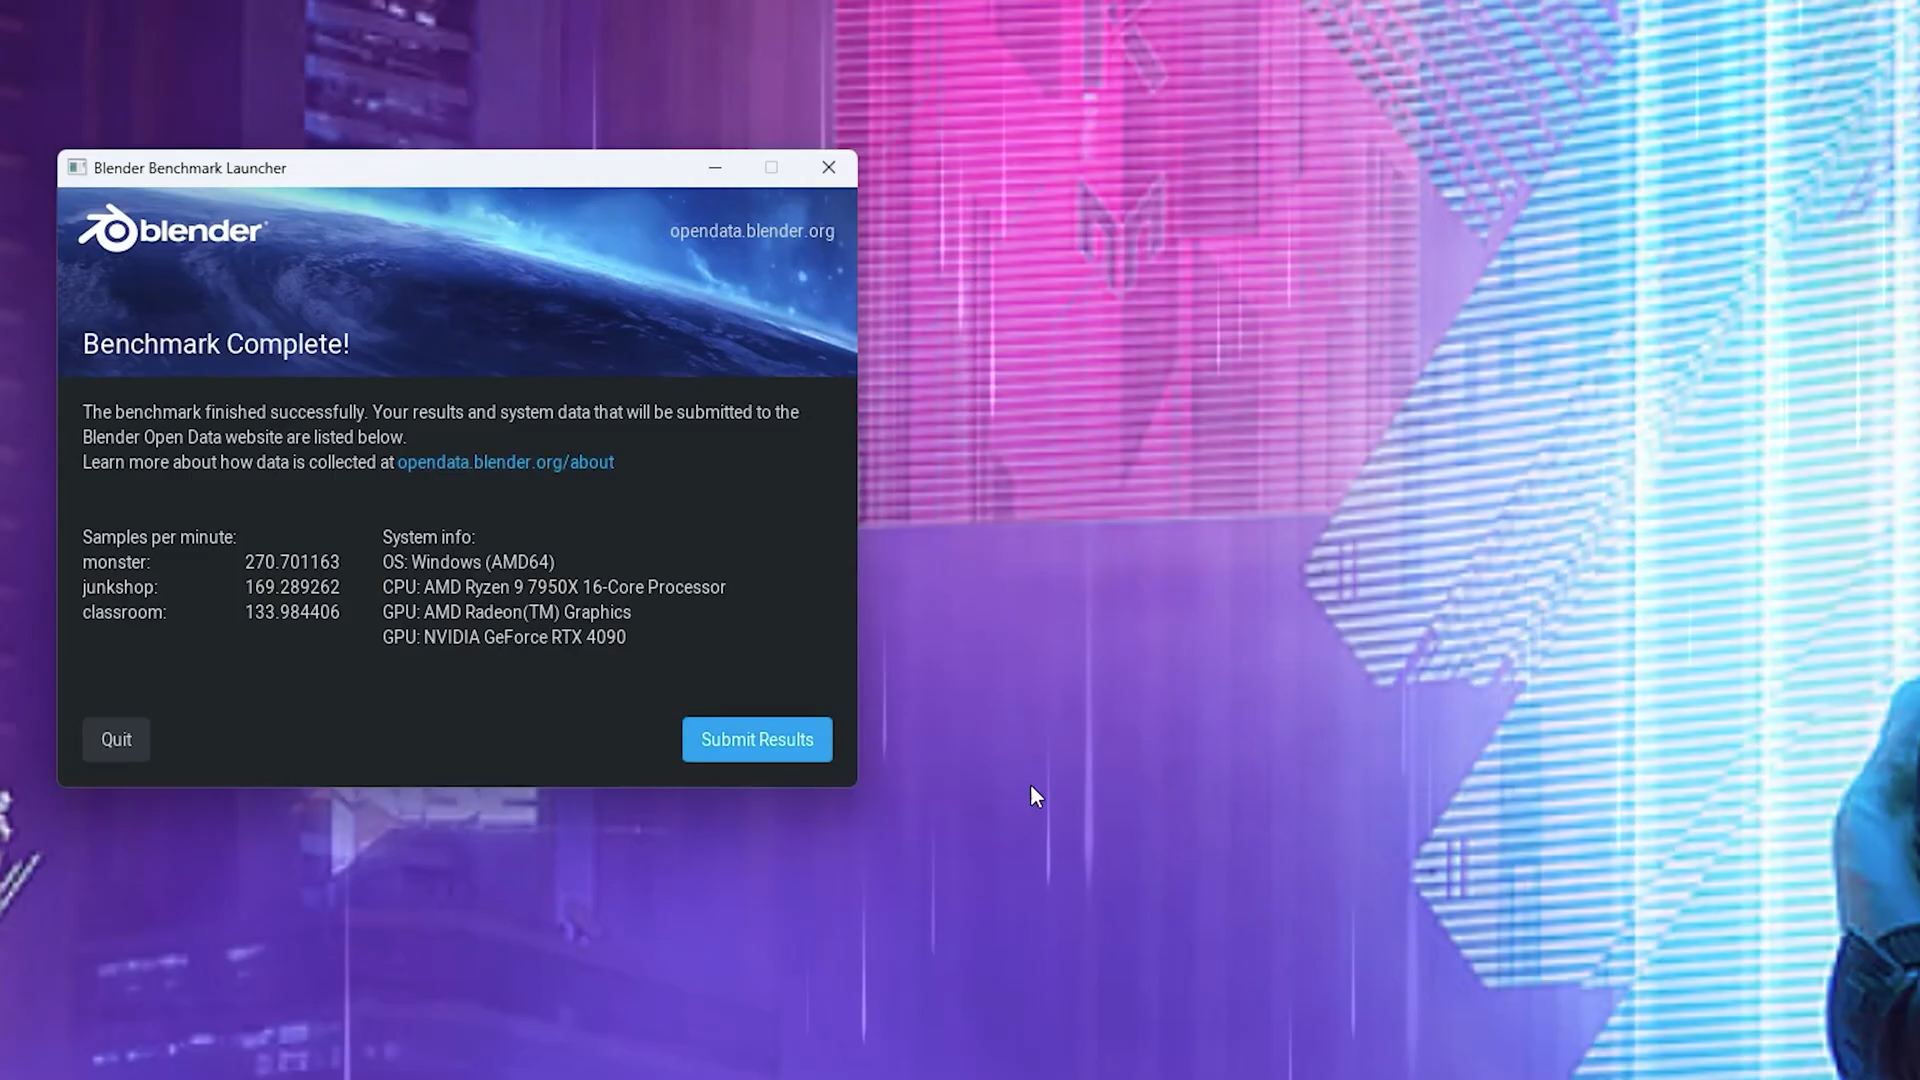 Blender Benchmark Launcher
blender
opendata.blender.org
Benchmark Complete!
The benchmark finished successfully. Your results and system data that will be submitted to the
Blender Open Data website are listed below.
Learn more about how data is collected at opendata.blender.org/about
Samples per minute:
monster: 270.701163
junkshop: 169.289262
classroom: 133.984406
System info:
OS: Windows (AMD64)
CPU: AMD Ryzen 9 7950X 16-Core Processor
GPU: AMD Radeon(TM) Graphics
GPU: NVIDIA GeForce RTX 4090
Quit
Submit Results